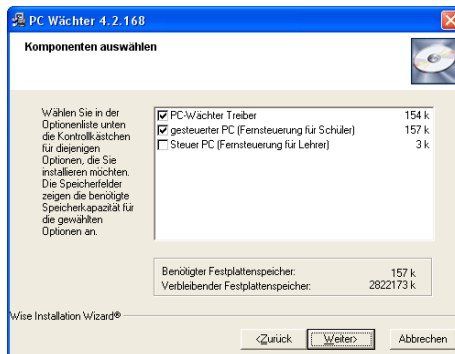 PC Wächter 4.2.168
Komponenten auswählen
Wählen Sie in der
Optionenliste unten
die Kontrollkästchen
für diejenigen
Optionen, die Sie
installieren möchten.
Die Speicherfelder
zeigen die benötigte
Speicherkapazität für
die gewählten
Optionen an.
PC-Wächter Treiber 154 k
gesteuerter PC (Fernsteuerung für Schüler) 157 k
Steuer PC (Fernsteuerung für Lehrer) 3 k
Benötigter Festplattenspeicher: 157 k
Verbleibender Festplattenspeicher: 2822173 k
Wise Installation Wizard®
<Zurück Weiter> Abbrechen